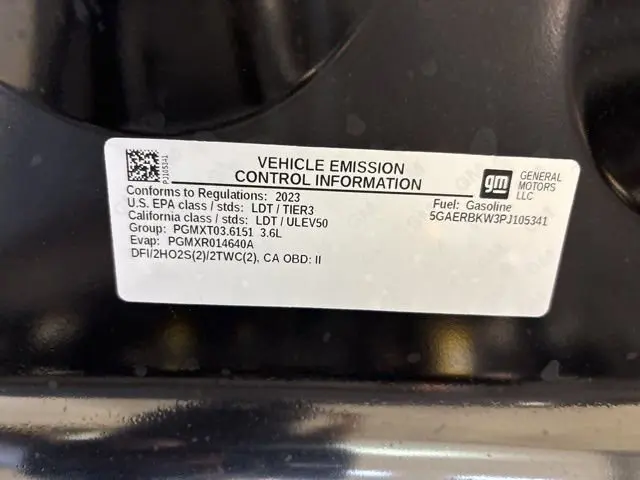 PJ105341
VEHICLE EMISSION
CONTROL INFORMATION
gm
GENERAL
MOTORS
LLC
Conforms to Regulations: 2023
Fuel: Gasoline
U.S. EPA class / stds: LDT / TIER3
5GAERBKW3PJ105341
California class / stds: LDT / ULEV50
Group: PGMXT03.6151 3.6L
Evap: PGMXR014640A
DFI/2HO2S(2)/2TWC(2), CA OBD: II